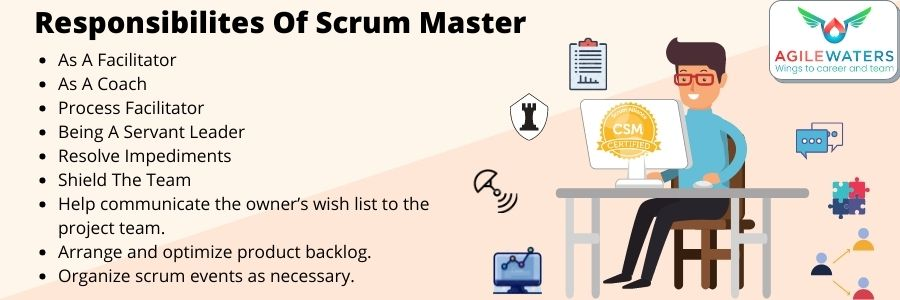 Responsibilites Of Scrum Master
As A Facilitator
As A Coach
Process Facilitator
Being A Servant Leader
Resolve Impediments
Shield The Team
Help communicate the owner’s wish list to the
project team.
Arrange and optimize product backlog.
Organize scrum events as necessary.
AGILEWATERS
Wings to career and team
CSM
CERTIFIED